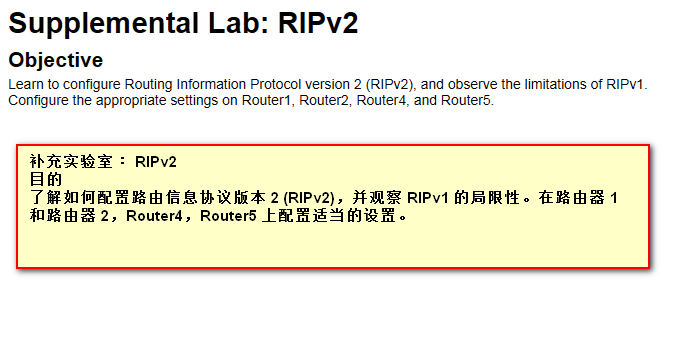 Supplemental Lab: RIPv2
Objective
Learn to configure Routing Information Protocol version 2 (RIPv2), and observe the limitations of RIPv1.
Configure the appropriate settings on Router1, Router2, Router4, and Router5.
补充实验室： RIPv2
目的
了解如何配置路由信息协议版本 2 (RIPv2)，并观察 RIPv1 的局限性。在路由器 1
和路由器 2，Router4，Router5 上配置适当的设置。